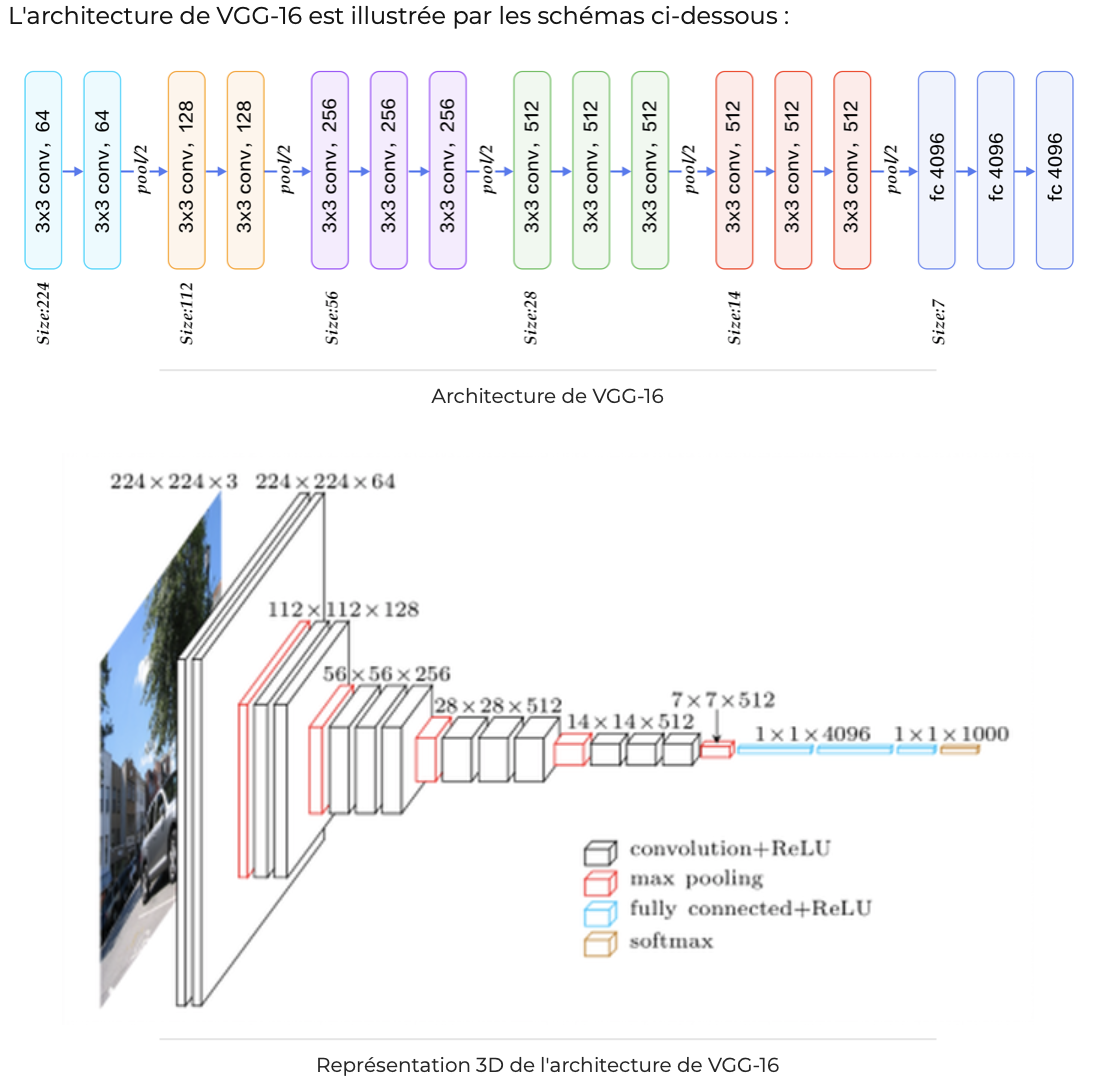 L'architecture de VGG-16 est illustrée par les schémas ci-dessous :
3x3 conv, 64
3x3 conv, 64
pool/2
3x3 conv, 128
3x3 conv, 128
pool/2
3x3 conv, 256
3x3 conv, 256
3x3 conv, 256
pool/2
3x3 conv, 512
3x3 conv, 512
3x3 conv, 512
pool/2
3x3 conv, 512
3x3 conv, 512
3x3 conv, 512
pool/2
fc 4096
fc 4096
fc 4096
Size:224
Size:112
Size:56
Size:28
Size:14
Size:7
Architecture de VGG-16
224 × 224 × 3
224 × 224 × 64
112 × 112 × 128
56 × 56 × 256
28 × 28 × 512
14 × 14 × 512
7 × 7 × 512
1 × 1 × 4096
1 × 1 × 1000
convolution+ReLU
max pooling
fully connected+ReLU
softmax
Représentation 3D de l'architecture de VGG-16